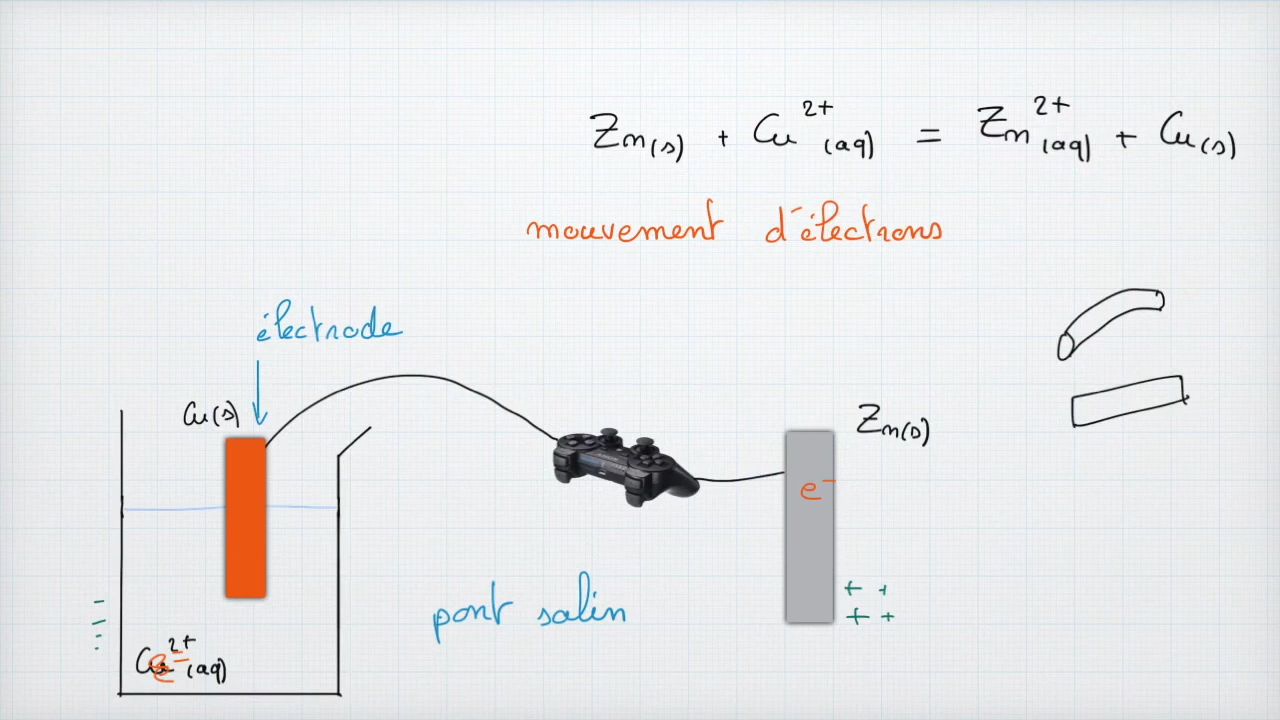 Zn(s) + Cu²⁺(aq) = Zn²⁺(aq) + Cu(s)
mouvement d'électrons
électrode
Cu(s)
Zn(s)
e⁻
+ +
+ +
pont salin
- 
- 
- 
- 
Cu²⁺(aq)
e⁻